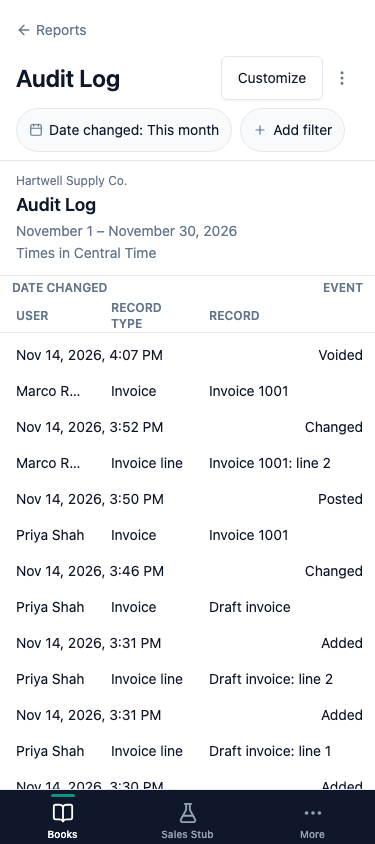 Reports
Audit Log
Customize
Date changed: This month
Add filter
Hartwell Supply Co.
Audit Log
November 1 – November 30, 2026
Times in Central Time
DATE CHANGED EVENT
USER RECORD TYPE RECORD
Nov 14, 2026, 4:07 PM Voided
Marco R... Invoice Invoice 1001
Nov 14, 2026, 3:52 PM Changed
Marco R... Invoice line Invoice 1001: line 2
Nov 14, 2026, 3:50 PM Posted
Priya Shah Invoice Invoice 1001
Nov 14, 2026, 3:46 PM Changed
Priya Shah Invoice Draft invoice
Nov 14, 2026, 3:31 PM Added
Priya Shah Invoice line Draft invoice: line 2
Nov 14, 2026, 3:31 PM Added
Priya Shah Invoice line Draft invoice: line 1
Nov 14, 2026, 3:30 PM Added
Books Sales Stub More